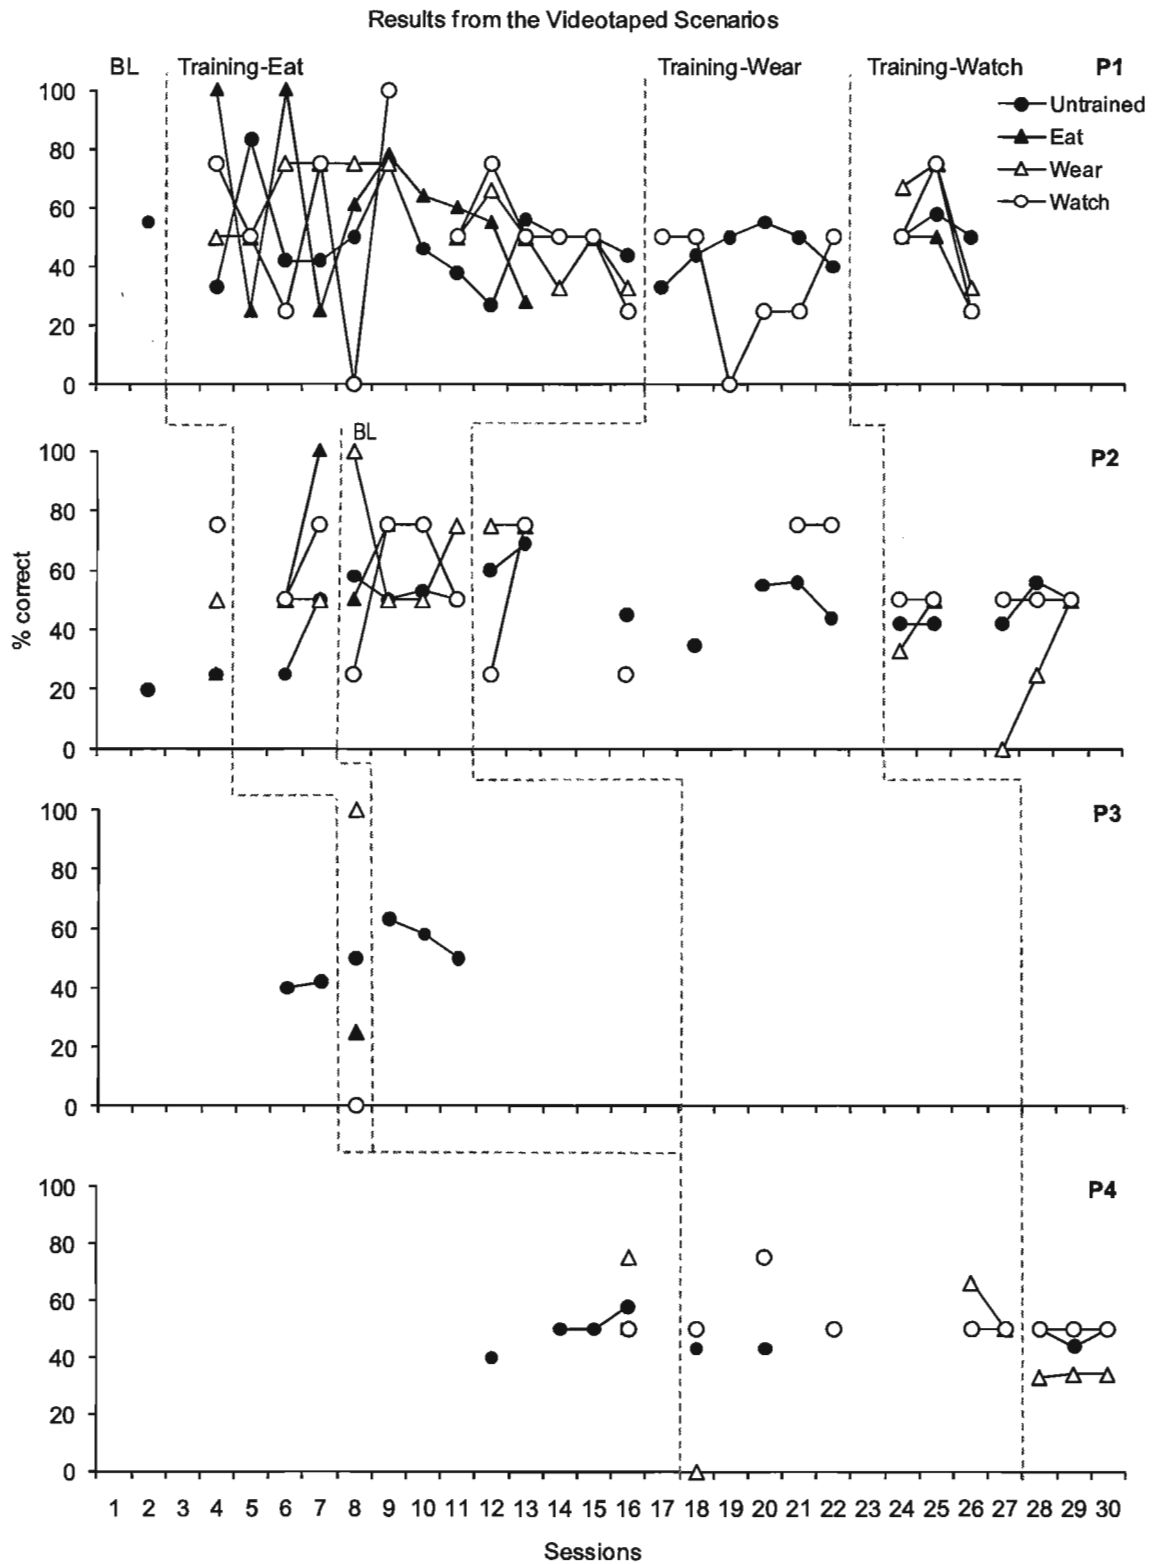 Results from the Videotaped Scenarios
BL Training-Eat Training-Wear Training-Watch P1
Untrained
Eat
Wear
Watch
100
80
60
40
20
0
BL
P2
100
80
60
40
20
0
% correct
P3
100
80
60
40
20
0
P4
100
80
60
40
20
0
1 2 3 4 5 6 7 8 9 10 11 12 13 14 15 16 17 18 19 20 21 22 23 24 25 26 27 28 29 30
Sessions